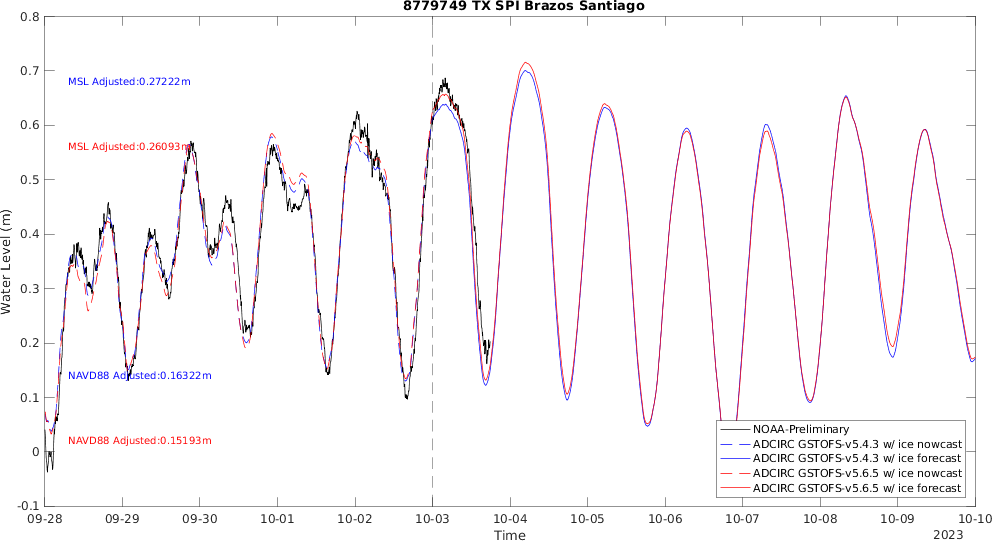 8779749 TX SPI Brazos Santiago
0.8
0.7
0.6
0.5
0.4
0.3
0.2
0.1
0
-0.1
Water Level (m)
MSL Adjusted:0.27222m
MSL Adjusted:0.26093m
NAVD88 Adjusted:0.16322m
NAVD88 Adjusted:0.15193m
NOAA-Preliminary
ADCIRC GSTOFS-v5.4.3 w/ ice nowcast
ADCIRC GSTOFS-v5.4.3 w/ ice forecast
ADCIRC GSTOFS-v5.6.5 w/ ice nowcast
ADCIRC GSTOFS-v5.6.5 w/ ice forecast
09-28 09-29 09-30 10-01 10-02 10-03 10-04 10-05 10-06 10-07 10-08 10-09 10-10
Time
2023